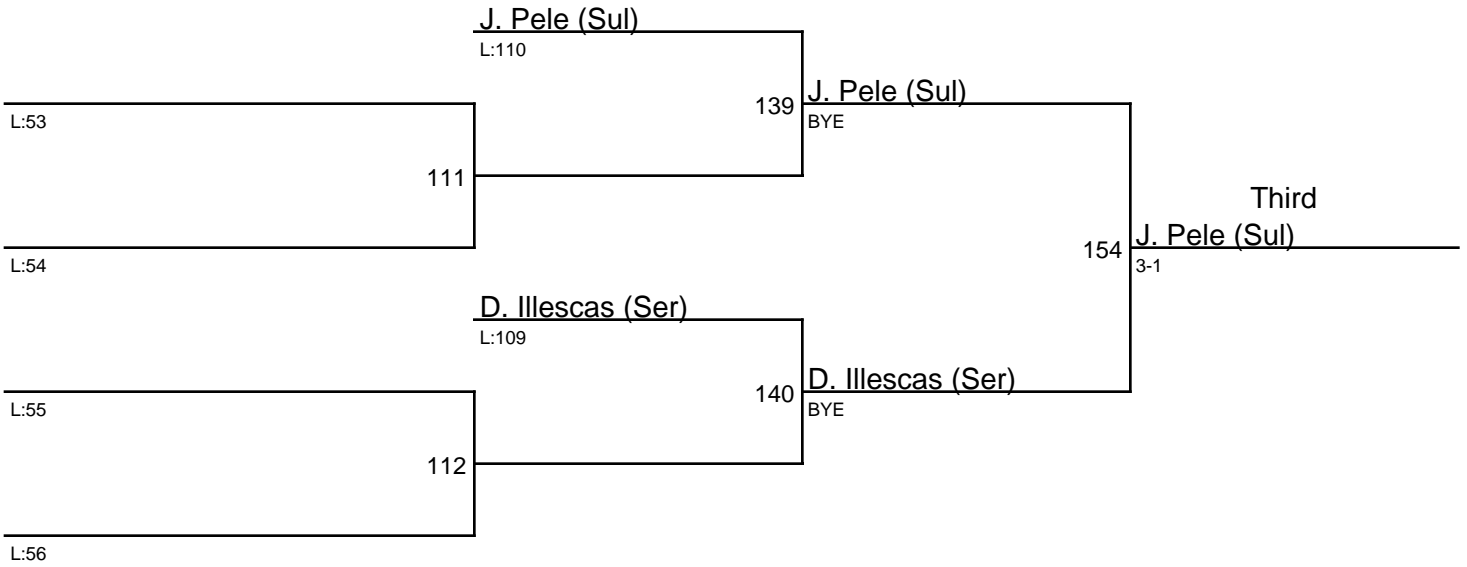 J. Pele (Sul)
L:110
139
J. Pele (Sul)
BYE
L:53
111
Third
J. Pele (Sul)
154
3-1
L:54
D. Illescas (Ser)
L:109
140
D. Illescas (Ser)
BYE
L:55
112
L:56